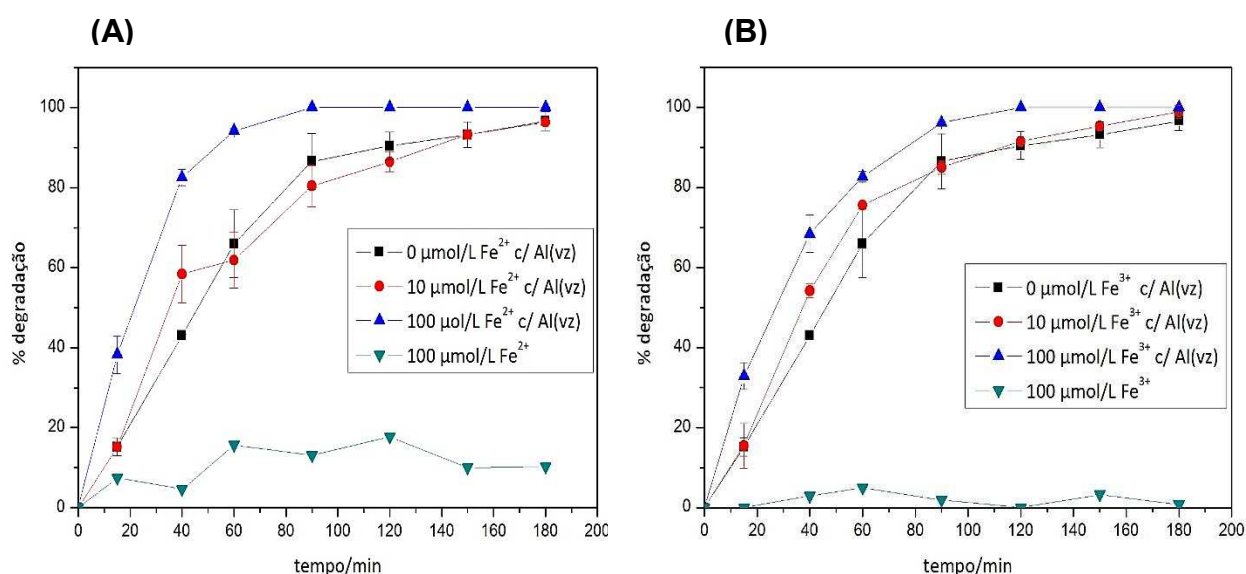 (A)
100
80
60
40
20
0
% degradação
0 20 40 60 80 100 120 140 160 180 200
tempo/min
0 µmol/L Fe²⁺ c/ Al(vz)
10 µmol/L Fe²⁺ c/ Al(vz)
100 µol/L Fe²⁺ c/ Al(vz)
100 µmol/L Fe²⁺
(B)
100
80
60
40
20
0
% degradação
0 20 40 60 80 100 120 140 160 180 200
tempo/min
0 µmol/L Fe³⁺ c/ Al(vz)
10 µmol/L Fe³⁺ c/ Al(vz)
100 µmol/L Fe³⁺ c/ Al(vz)
100 µmol/L Fe³⁺